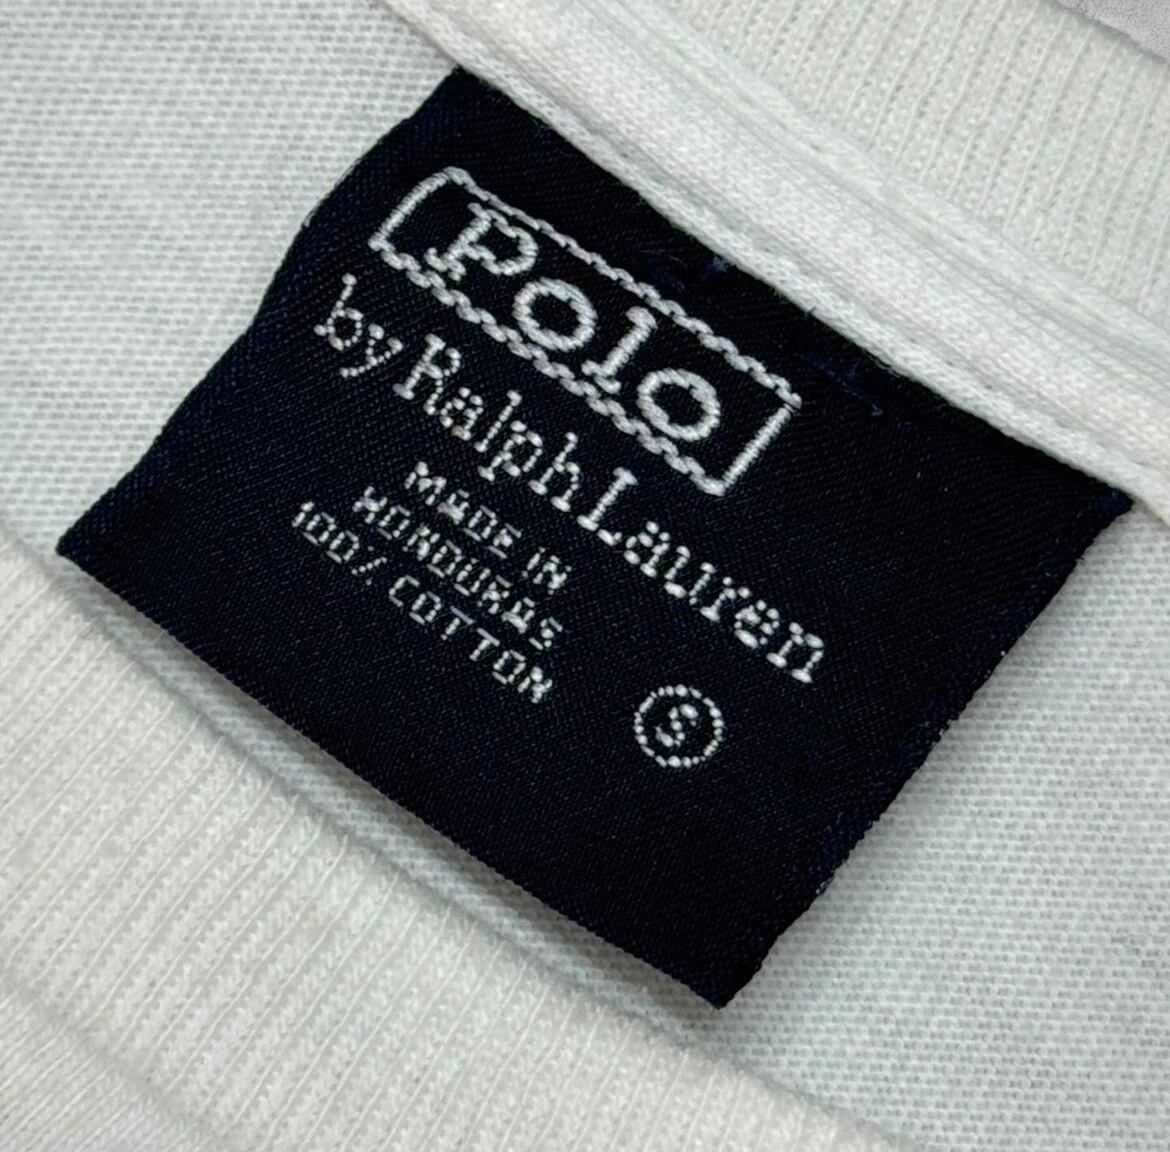 Polo
by Ralph Lauren
MADE IN
HONDURAS
100% COTTON
S